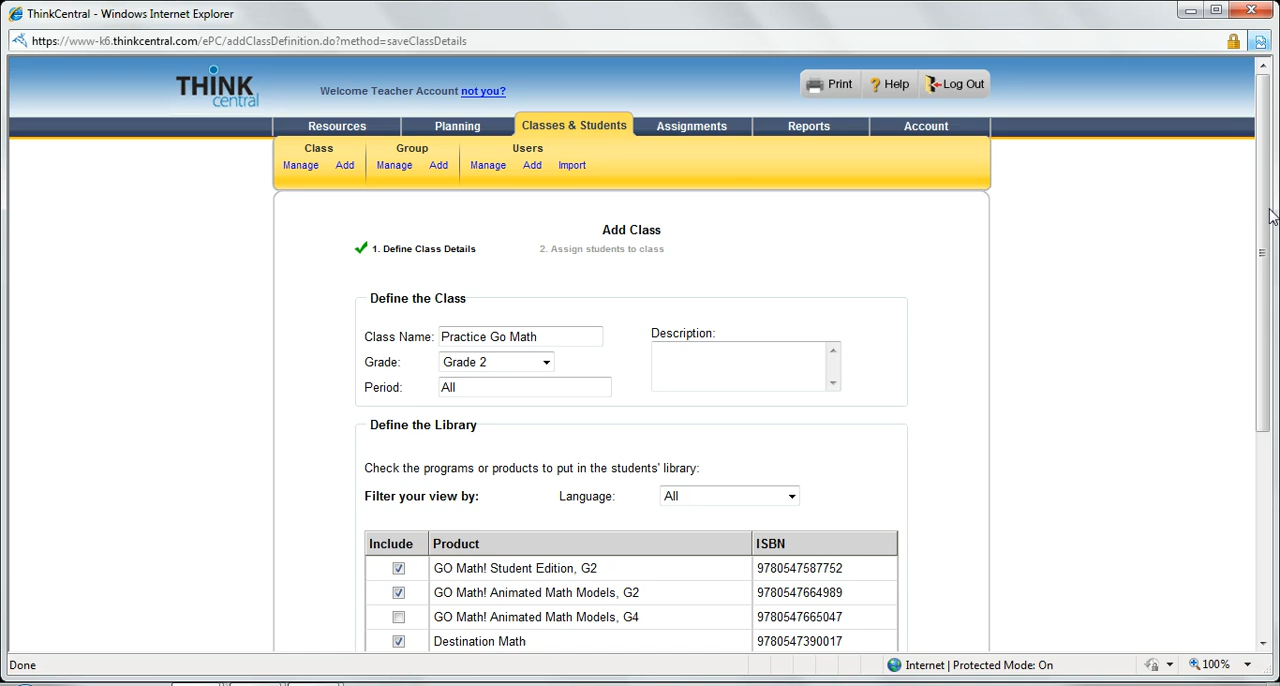 ThinkCentral - Windows Internet Explorer
https://www-k6.thinkcentral.com/ePC/addClassDefinition.do?method=saveClassDetails
THINK central
Welcome Teacher Account not you?
Print Help Log Out
Resources Planning Classes & Students Assignments Reports Account
Class Group Users
Manage Add Manage Add Manage Add Import
Add Class
1. Define Class Details 2. Assign students to class
Define the Class
Class Name: Practice Go Math
Description:
Grade: Grade 2
Period: All
Define the Library
Check the programs or products to put in the students' library:
Filter your view by: Language: All
Include Product ISBN
GO Math! Student Edition, G2 9780547587752
GO Math! Animated Math Models, G2 9780547664989
GO Math! Animated Math Models, G4 9780547665047
Destination Math 9780547390017
Done Internet | Protected Mode: On 100%